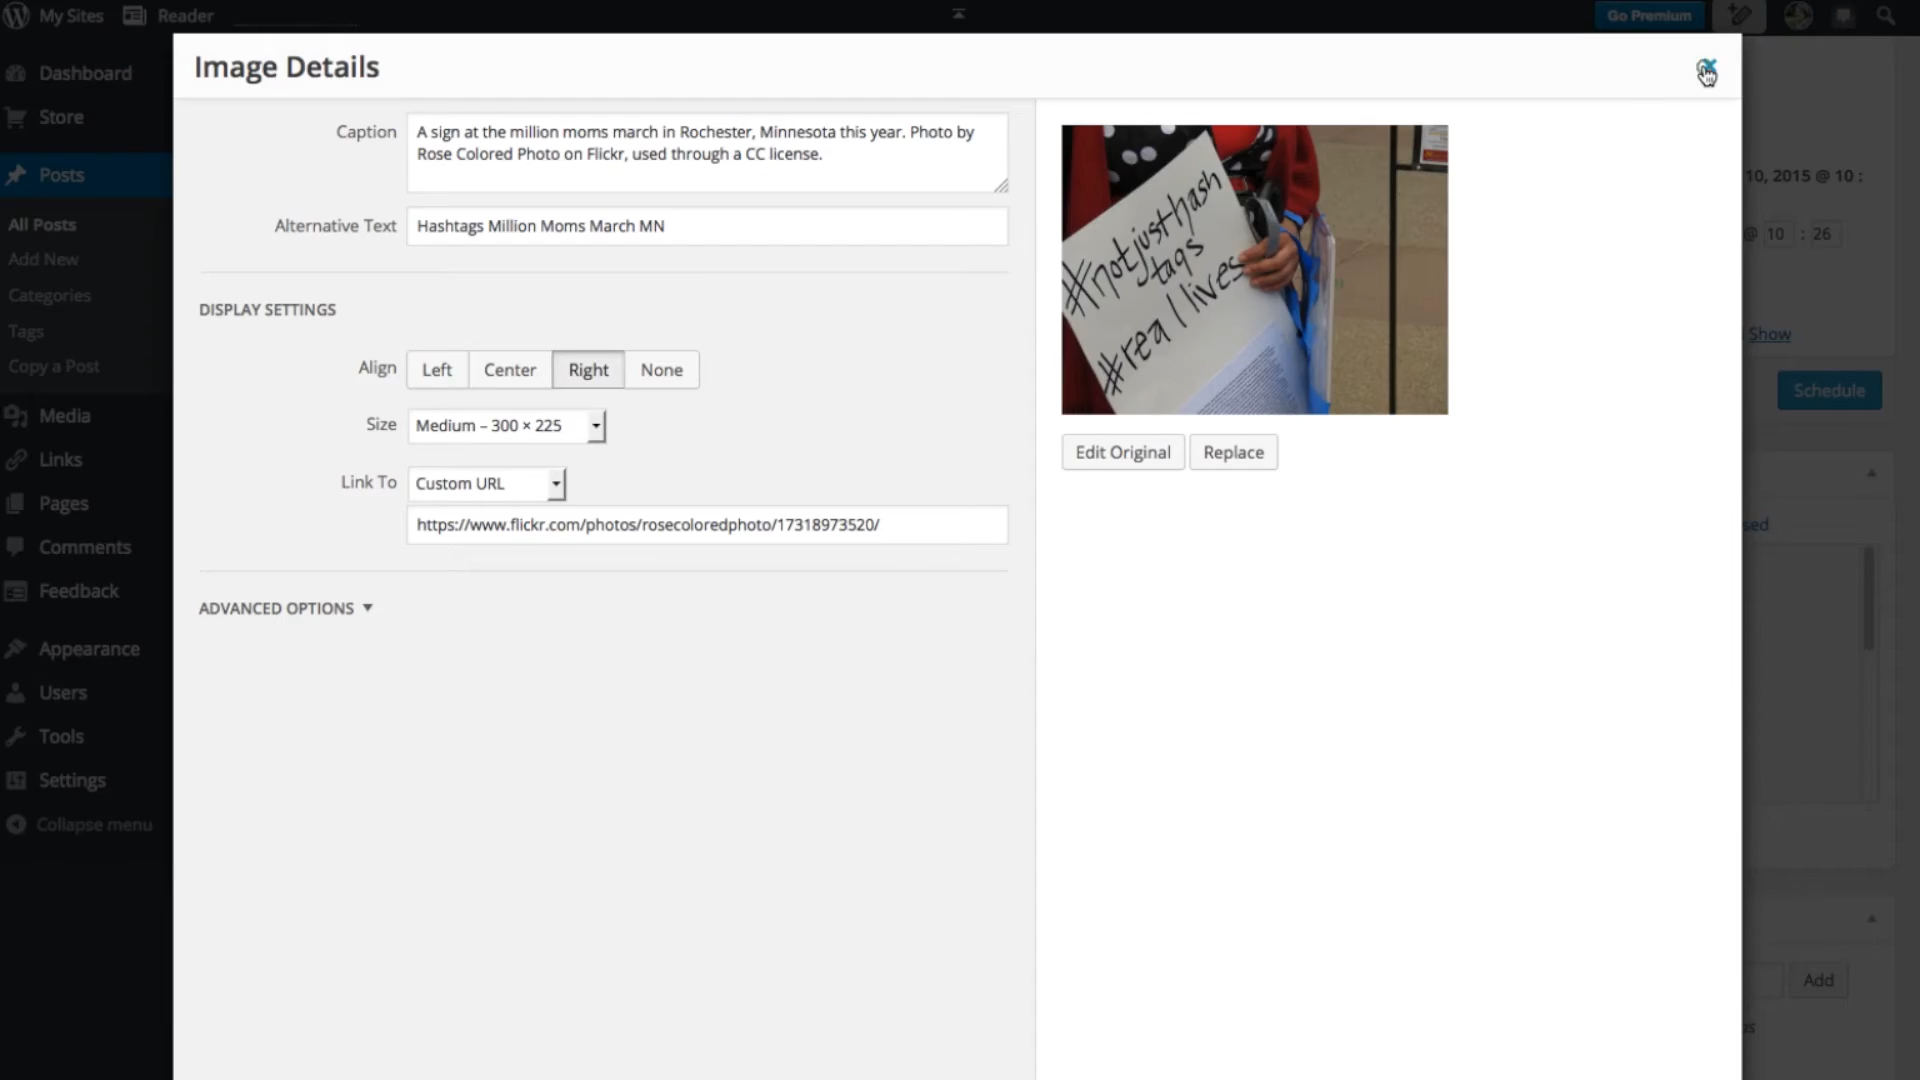 My Sites
Reader
Go Premium
Image Details
Dashboard
Store
Posts
All Posts
Add New
Categories
Tags
Copy a Post
Media
Links
Pages
Comments
Feedback
Appearance
Users
Tools
Settings
Collapse menu
Caption
A sign at the million moms march in Rochester, Minnesota this year. Photo by
Rose Colored Photo on Flickr, used through a CC license.
Alternative Text
Hashtags Million Moms March MN
DISPLAY SETTINGS
Align
Left Center Right None
Size
Medium – 300 × 225
Link To
Custom URL
https://www.flickr.com/photos/rosecoloredphoto/17318973520/
ADVANCED OPTIONS
#notjusthash
tags
#real lives
Edit Original
Replace
10, 2015 @ 10 :
@ 10 : 26
Show
Schedule
sed
Add